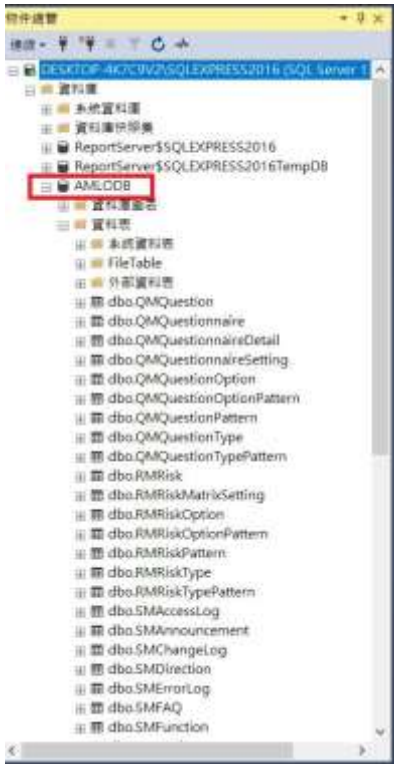 物件總管
連線
DESKTOP-4K7C9V2\SQLEXPRESS2016 (SQL Server 1
資料庫
系統資料庫
資料庫快照集
ReportServer$SQLEXPRESS2016
ReportServer$SQLEXPRESS2016TempDB
AMLODB
資料庫圖表
資料表
系統資料表
FileTable
外部資料表
dbo.QMQuestion
dbo.QMQuestionnaire
dbo.QMQuestionnaireDetail
dbo.QMQuestionnaireSetting
dbo.QMQuestionOption
dbo.QMQuestionOptionPattern
dbo.QMQuestionPattern
dbo.QMQuestionType
dbo.QMQuestionTypePattern
dbo.RMRisk
dbo.RMRiskMatrixSetting
dbo.RMRiskOption
dbo.RMRiskOptionPattern
dbo.RMRiskPattern
dbo.RMRiskType
dbo.RMRiskTypePattern
dbo.SMAccessLog
dbo.SMAnnouncement
dbo.SMChangeLog
dbo.SMDirection
dbo.SMErrorLog
dbo.SMFAQ
dbo.SMFunction